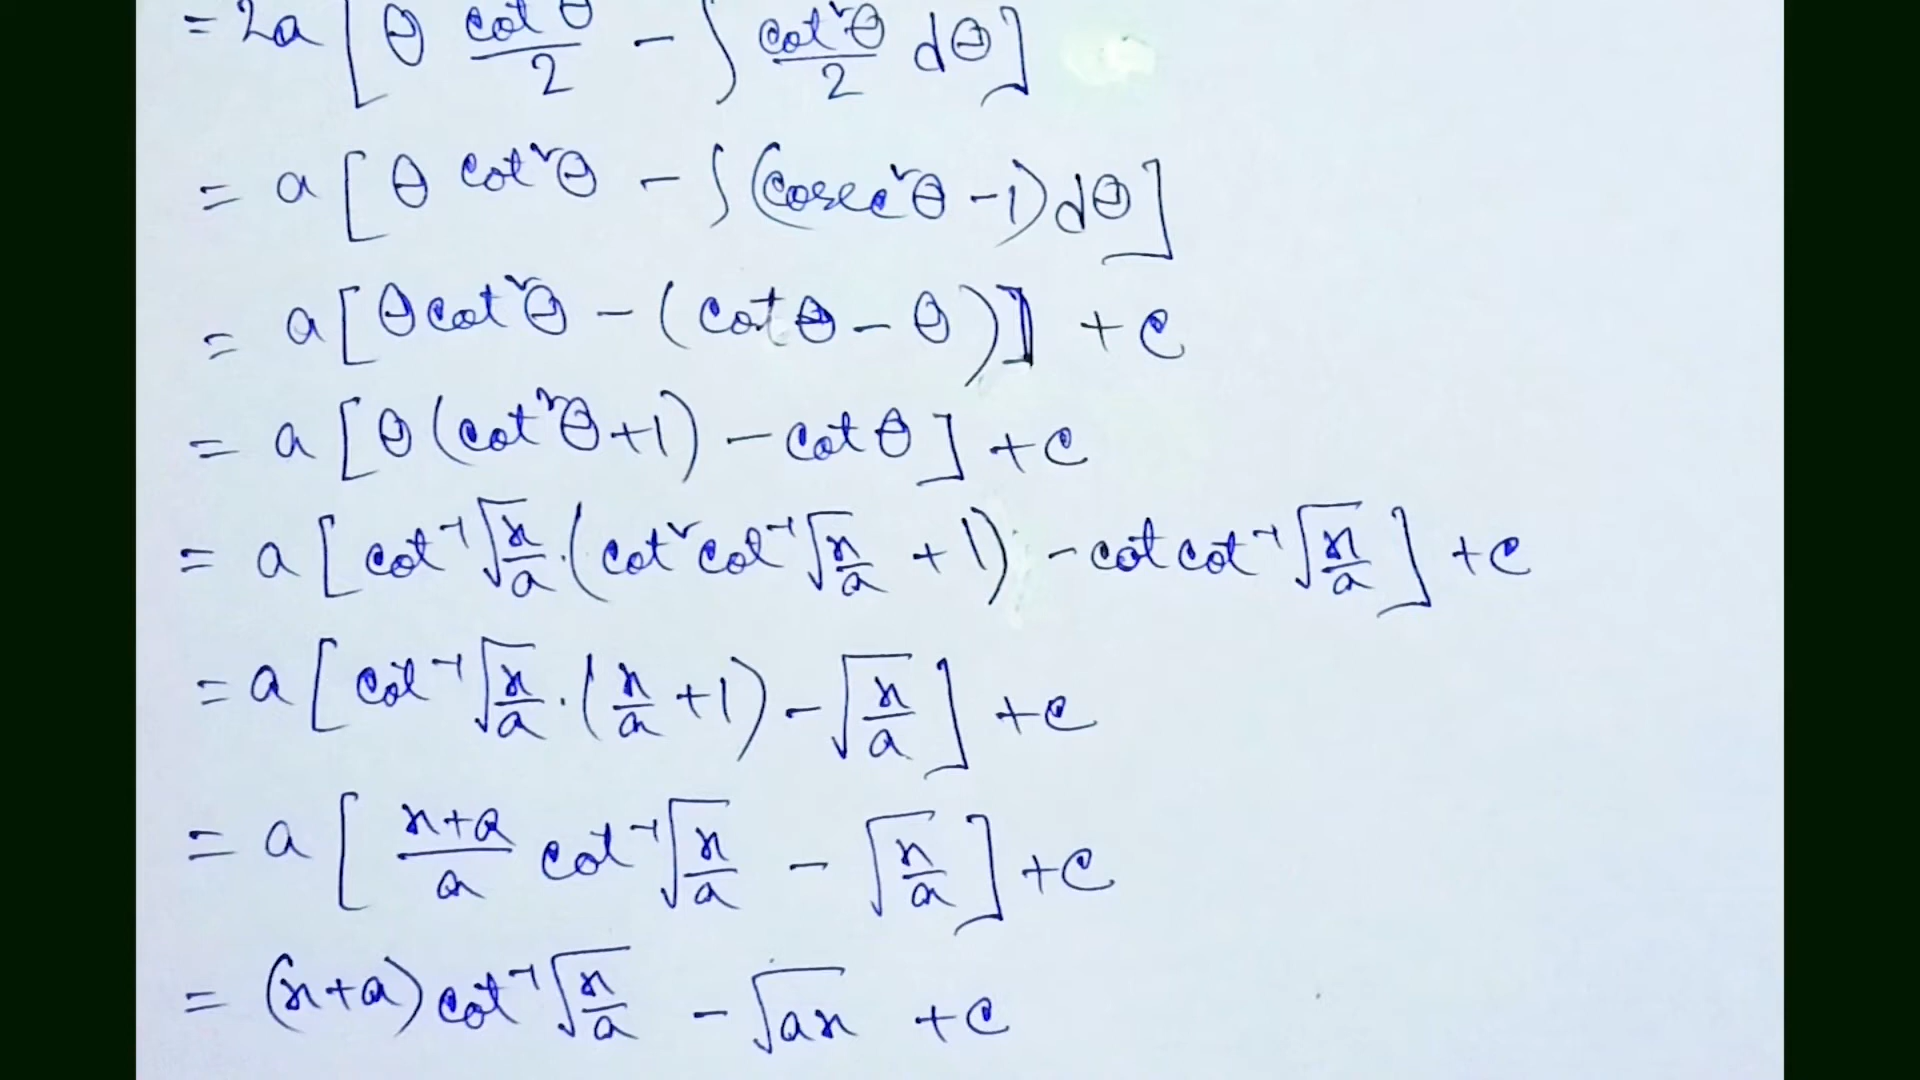 = 2a [θ cot θ/2 - ∫ cot²θ/2 dθ]
= a [θ cot²θ - ∫(cosec²θ - 1) dθ]
= a [θ cot²θ - (cot θ - θ)] + c
= a [θ (cot²θ + 1) - cot θ] + c
= a [cot⁻¹√(x/a) · (cot² cot⁻¹√(x/a) + 1) - cot cot⁻¹√(x/a)] + c
= a [cot⁻¹√(x/a) · (x/a + 1) - √(x/a)] + c
= a [(x+a)/a cot⁻¹√(x/a) - √(x/a)] + c
= (x+a) cot⁻¹√(x/a) - √ax + c